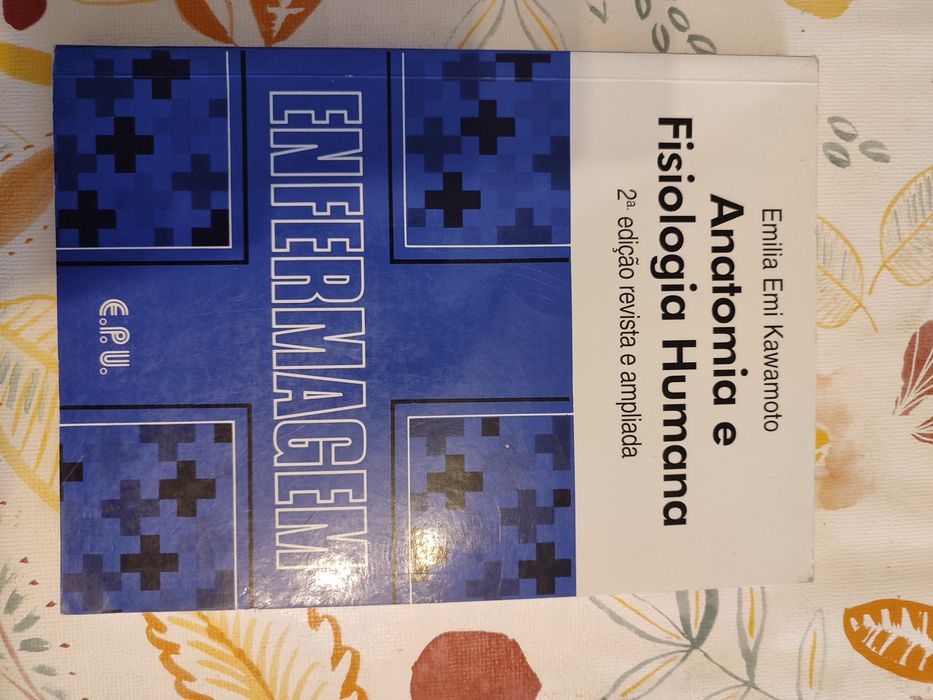 Emilia Emi Kawamoto
Anatomia e
Fisiologia Humana
2ª. edição revista e ampliada
ENFERMAGEM
E.P.U.